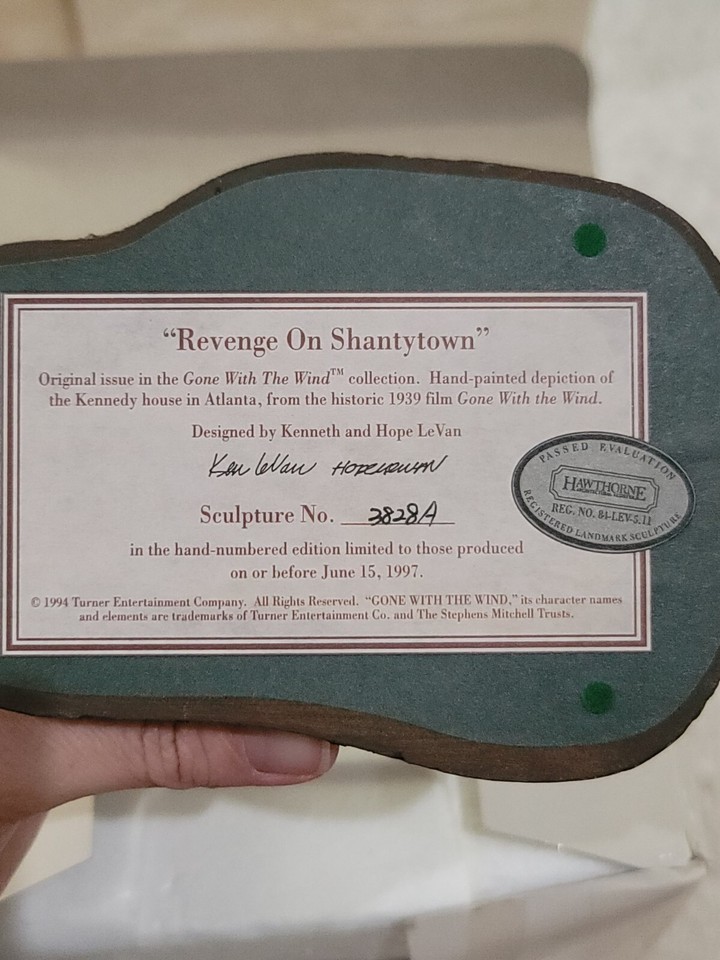 “Revenge On Shantytown”
Original issue in the Gone With The Wind™ collection. Hand-painted depiction of
the Kennedy house in Atlanta, from the historic 1939 film Gone With the Wind.
Designed by Kenneth and Hope LeVan
Ken LeVan HOPE LEVAN
Sculpture No. 3828A
in the hand-numbered edition limited to those produced
on or before June 15, 1997.
© 1994 Turner Entertainment Company. All Rights Reserved. “GONE WITH THE WIND,” its character names
and elements are trademarks of Turner Entertainment Co. and The Stephens Mitchell Trusts.
PASSED EVALUATION
HAWTHORNE
REG. NO. 84-LEV-5.11
REGISTERED LANDMARK SCULPTURE